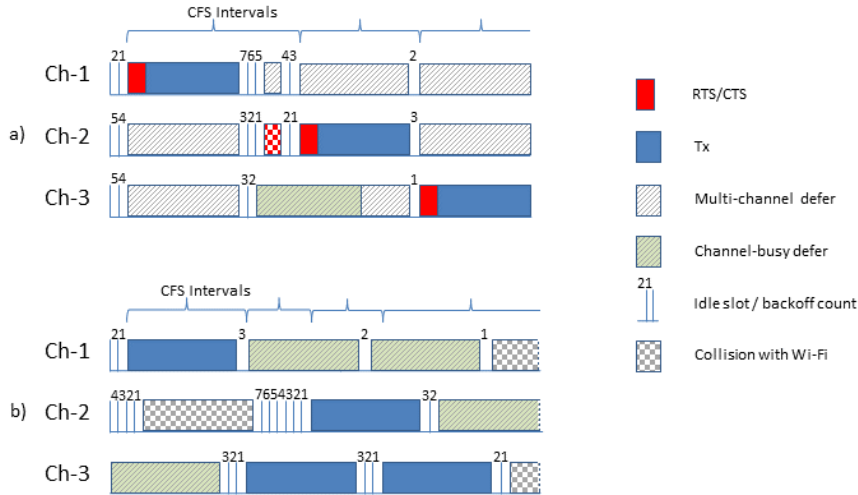 CFS Intervals
21 765 43 2
Ch-1
a)
54 321 21 3
Ch-2
54 32 1
Ch-3
RTS/CTS
Tx
Multi-channel defer
Channel-busy defer
21
Idle slot / backoff count
Collision with Wi-Fi
CFS Intervals
21 3 2 1
Ch-1
b)
4321 7654321 32
Ch-2
321 321 21
Ch-3